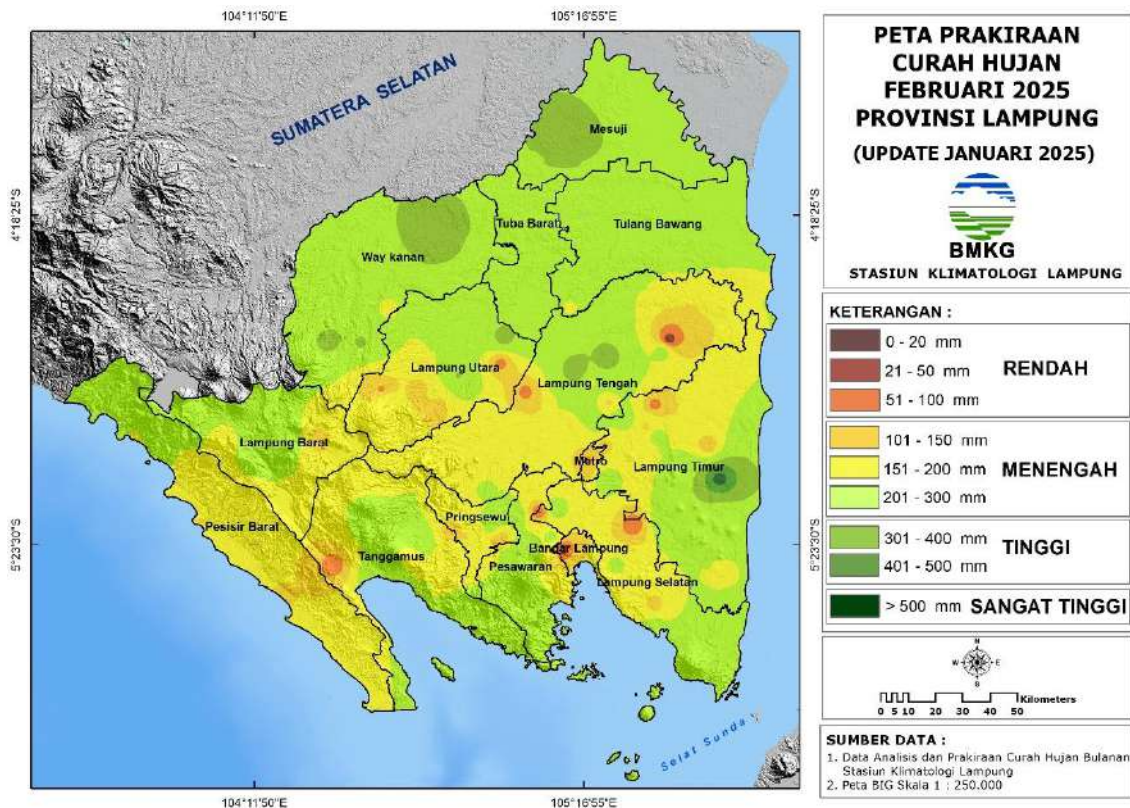 104°11'50"E
105°16'55"E
4°18'25"S
5°23'30"S
SUMATERA SELATAN
Mesuji
Tuba Barat
Tulang Bawang
Way kanan
Lampung Utara
Lampung Tengah
Lampung Barat
Metro
Lampung Timur
Pesisir Barat
Pringsewu
Tanggamus
Bandar Lampung
Pesawaran
Lampung Selatan
Selat Sunda
4°18'25"S
5°23'30"S
104°11'50"E
105°16'55"E
PETA PRAKIRAAN
CURAH HUJAN
FEBRUARI 2025
PROVINSI LAMPUNG
(UPDATE JANUARI 2025)
BMKG
STASIUN KLIMATOLOGI LAMPUNG
KETERANGAN :
0 - 20 mm
21 - 50 mm
RENDAH
51 - 100 mm
101 - 150 mm
151 - 200 mm
MENENGAH
201 - 300 mm
301 - 400 mm
TINGGI
401 - 500 mm
> 500 mm
SANGAT TINGGI
N
W
E
S
Kilometers
0 5 10 20 30 40 50
SUMBER DATA :
1. Data Analisis dan Prakiraan Curah Hujan Bulanan
Stasiun Klimatologi Lampung
2. Peta BIG Skala 1 : 250.000